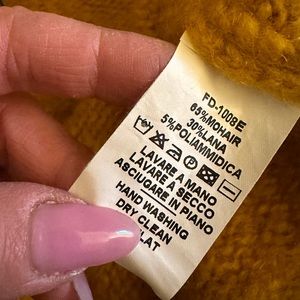 FD-1008E
65%MOHAIR
30%LANA
5%POLIAMMIDICA
LAVARE A MANO
LAVARE A SECCO
ASCIUGARE IN PIANO
HAND WASHING
DRY CLEAN
LAT